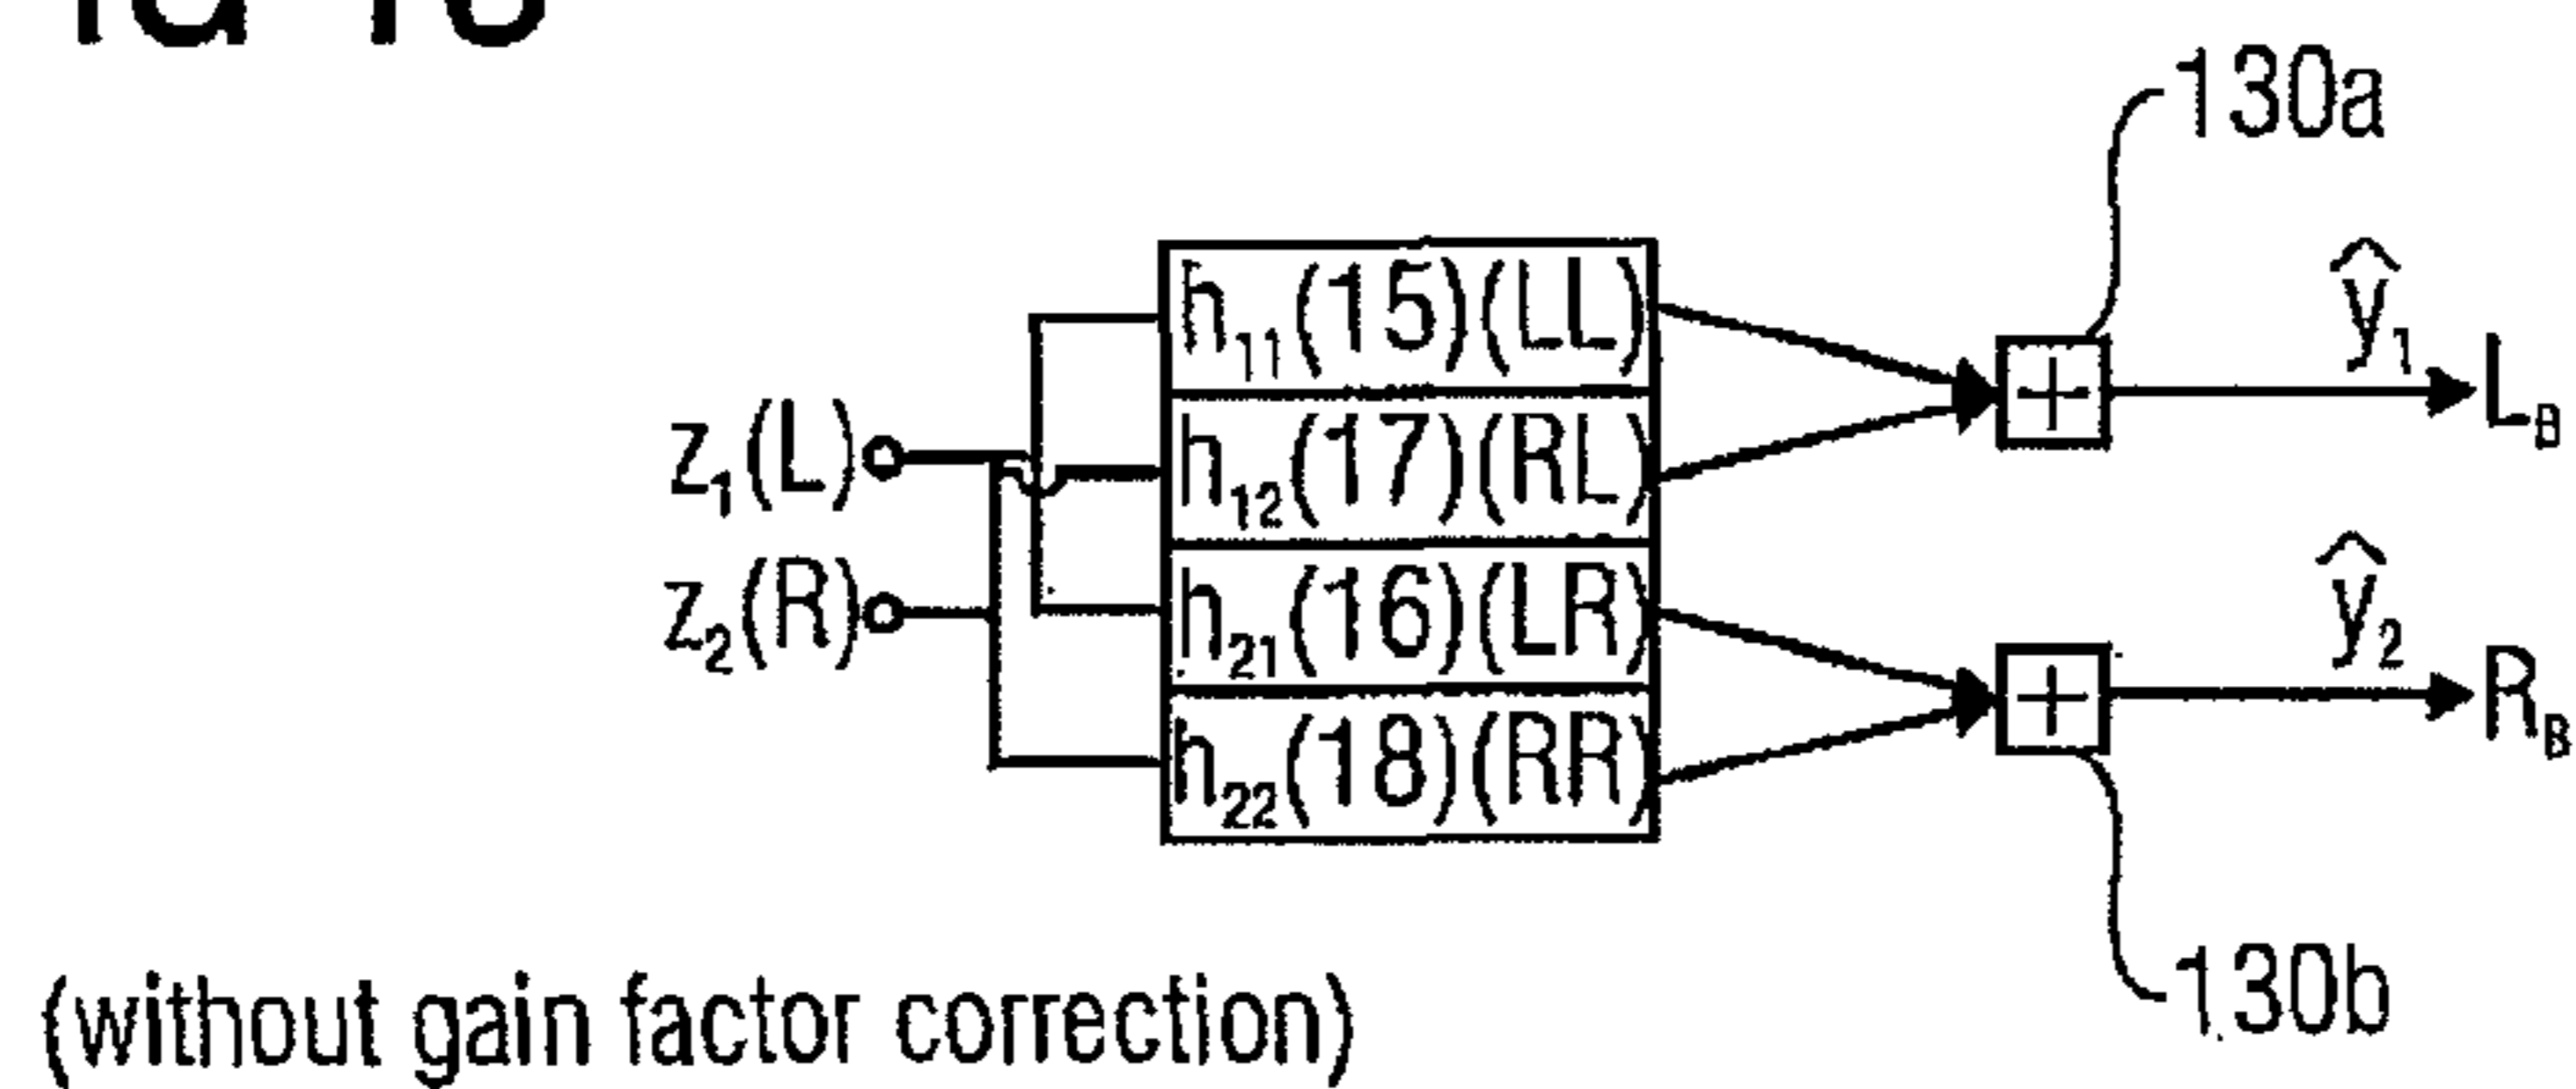 130a
h₁₁(15)(LL)
ŷ₁
L_B
z₁(L)
h₁₂(17)(RL)
z₂(R)
h₂₁(16)(LR)
ŷ₂
R_B
h₂₂(18)(RR)
130b
(without gain factor correction)